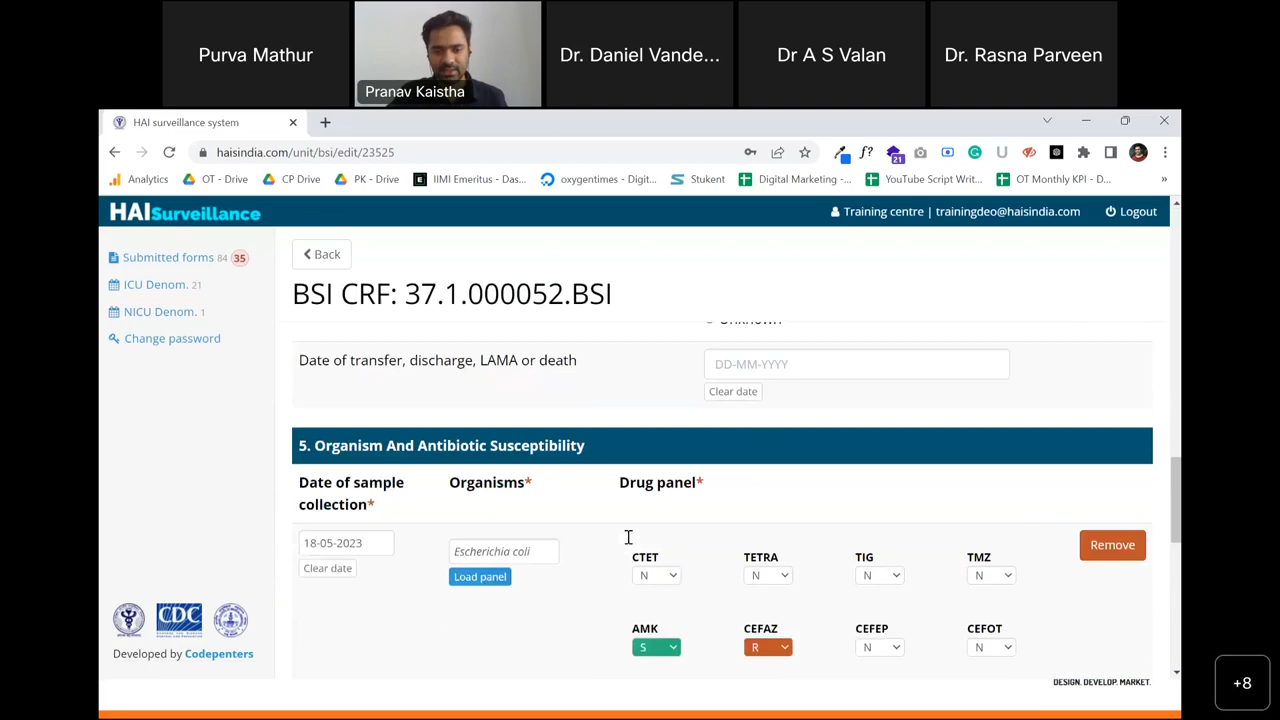 Purva Mathur
Pranav Kaistha
Dr. Daniel Vande...
Dr A S Valan
Dr. Rasna Parveen
HAI surveillance system
haisindia.com/unit/bsi/edit/23525
f?
21
Analytics
OT - Drive
CP Drive
PK - Drive
IIMI Emeritus - Das...
oxygentimes - Digit...
Stukent
Digital Marketing -...
YouTube Script Writ...
OT Monthly KPI - D...
»
HAISurveillance
Training centre | trainingdeo@haisindia.com
Logout
Submitted forms 84 35
ICU Denom. 21
NICU Denom. 1
Change password
Back
BSI CRF: 37.1.000052.BSI
Unknown
Date of transfer, discharge, LAMA or death
DD-MM-YYYY
Clear date
5. Organism And Antibiotic Susceptibility
Date of sample collection*
Organisms*
Drug panel*
18-05-2023
Clear date
Escherichia coli
Load panel
CTET
TETRA
TIG
TMZ
N
N
N
N
Remove
AMK
CEFAZ
CEFEP
CEFOT
S
R
N
N
CDC
Developed by Codepenters
DESIGN. DEVELOP. MARKET.
+8